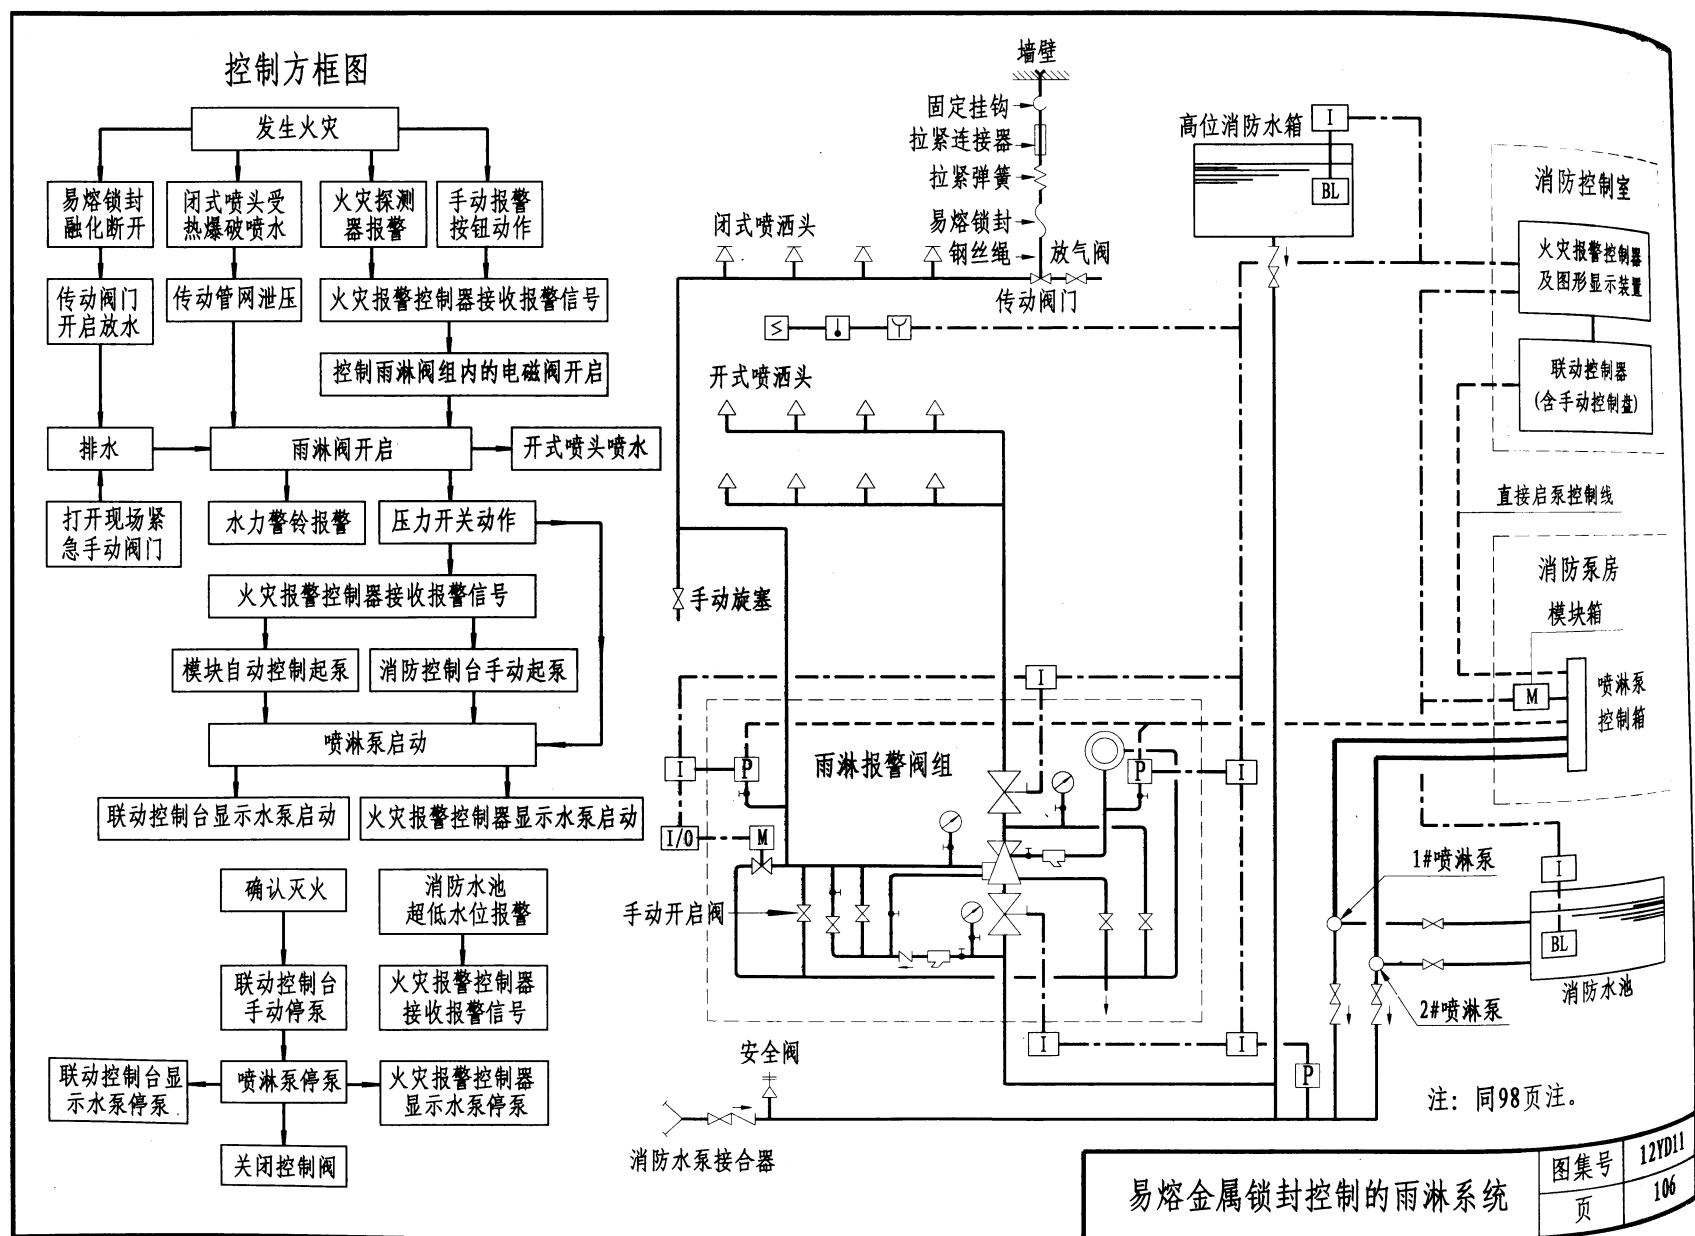 控制方框图
发生火灾
易熔锁封
融化断开
闭式喷头受
热爆破喷水
火灾探测
器报警
手动报警
按钮动作
传动阀门
开启放水
传动管网泄压
火灾报警控制器接收报警信号
控制雨淋阀组内的电磁阀开启
排水
雨淋阀开启
开式喷头喷水
打开现场紧
急手动阀门
水力警铃报警
压力开关动作
火灾报警控制器接收报警信号
模块自动控制起泵
消防控制台手动起泵
喷淋泵启动
联动控制台显示水泵启动
火灾报警控制器显示水泵启动
确认灭火
消防水池
超低水位报警
联动控制台
手动停泵
火灾报警控制器
接收报警信号
联动控制台显
示水泵停泵
喷淋泵停泵
火灾报警控制器
显示水泵停泵
关闭控制阀
墙壁
固定挂钩
拉紧连接器
拉紧弹簧
易熔锁封
钢丝绳
放气阀
传动阀门
闭式喷洒头
开式喷洒头
手动旋塞
高位消防水箱
I
BL
消防控制室
火灾报警控制器
及图形显示装置
联动控制器
(含手动控制盘)
直接启泵控制线
消防泵房
模块箱
M
喷淋泵
控制箱
I
I
P
雨淋报警阀组
P
I
I/O
M
手动开启阀
1#喷淋泵
I
BL
消防水池
2#喷淋泵
I
I
P
安全阀
消防水泵接合器
注：同98页注。
易熔金属锁封控制的雨淋系统
图集号
12YD11
页
106